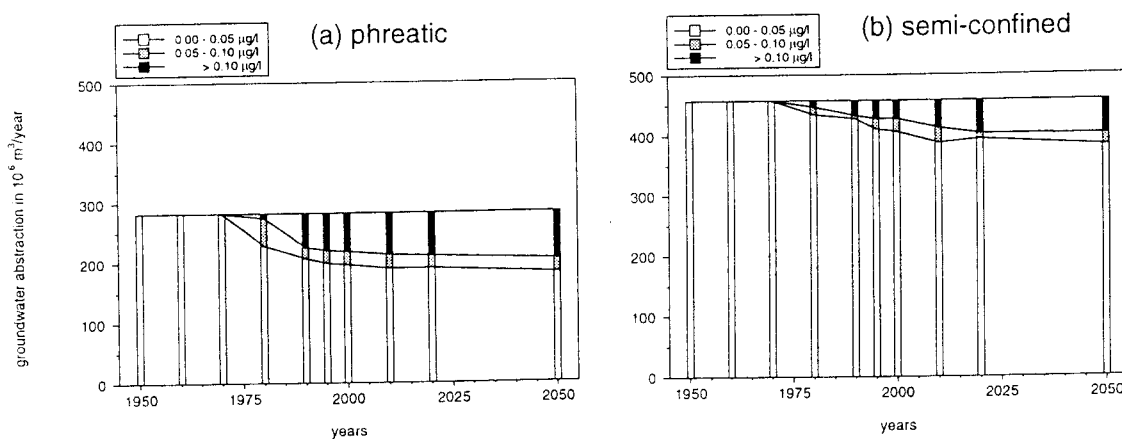 (a) phreatic
0.00 - 0.05 µg/l
0.05 - 0.10 µg/l
> 0.10 µg/l
groundwater abstraction in 10⁶ m³/year
500
400
300
200
100
0
1950
1975
2000
2025
2050
years
(b) semi-confined
0.00 - 0.05 µg/l
0.05 - 0.10 µg/l
> 0.10 µg/l
500
400
300
200
100
0
1950
1975
2000
2025
2050
years